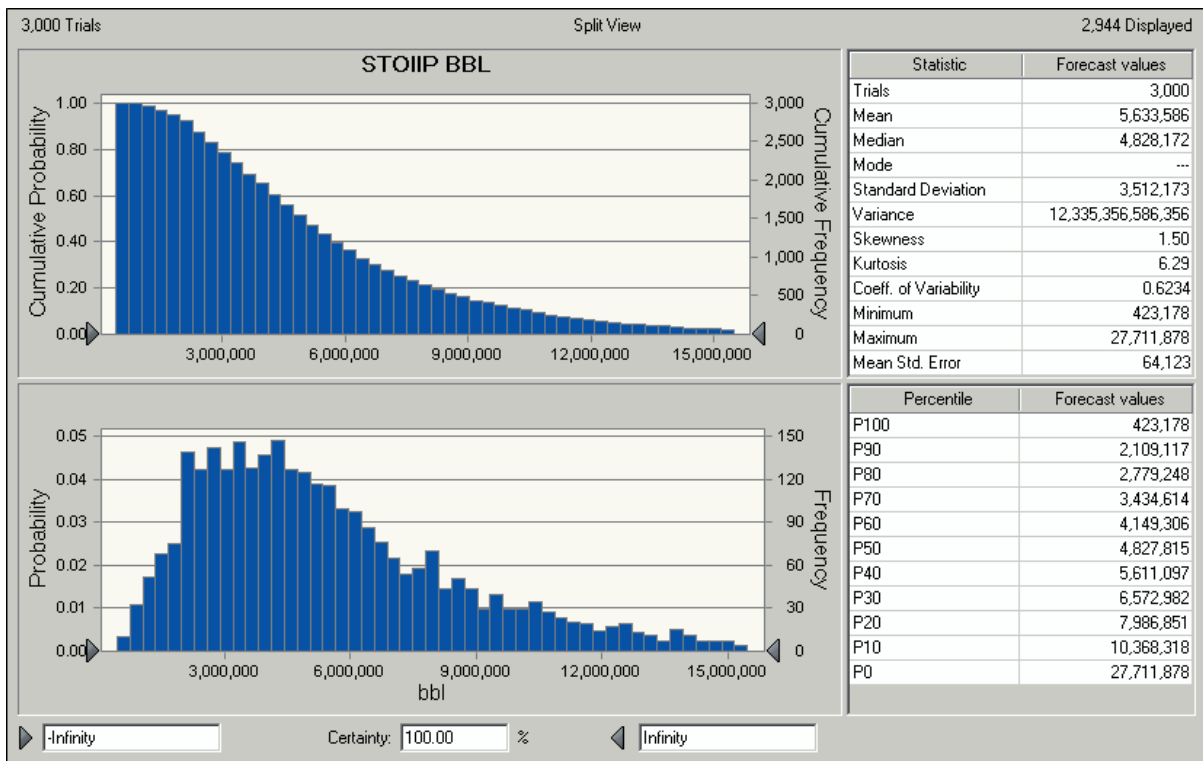 3,000 Trials Split View 2,944 Displayed
STOIIP BBL
Cumulative Probability
1.00
0.80
0.60
0.40
0.20
0.00
3,000,000 6,000,000 9,000,000 12,000,000 15,000,000
3,000
2,500
2,000
1,500
1,000
500
0
Cumulative Frequency
Statistic Forecast values
Trials 3,000
Mean 5,633,586
Median 4,828,172
Mode ---
Standard Deviation 3,512,173
Variance 12,335,356,586,356
Skewness 1.50
Kurtosis 6.29
Coeff. of Variability 0.6234
Minimum 423,178
Maximum 27,711,878
Mean Std. Error 64,123
Probability
0.05
0.04
0.03
0.02
0.01
0.00
3,000,000 6,000,000 9,000,000 12,000,000 15,000,000
bbl
150
120
90
60
30
0
Frequency
Percentile Forecast values
P100 423,178
P90 2,109,117
P80 2,779,248
P70 3,434,614
P60 4,149,306
P50 4,827,815
P40 5,611,097
P30 6,572,982
P20 7,986,851
P10 10,368,318
P0 27,711,878
-Infinity Certainty: 100.00 % Infinity